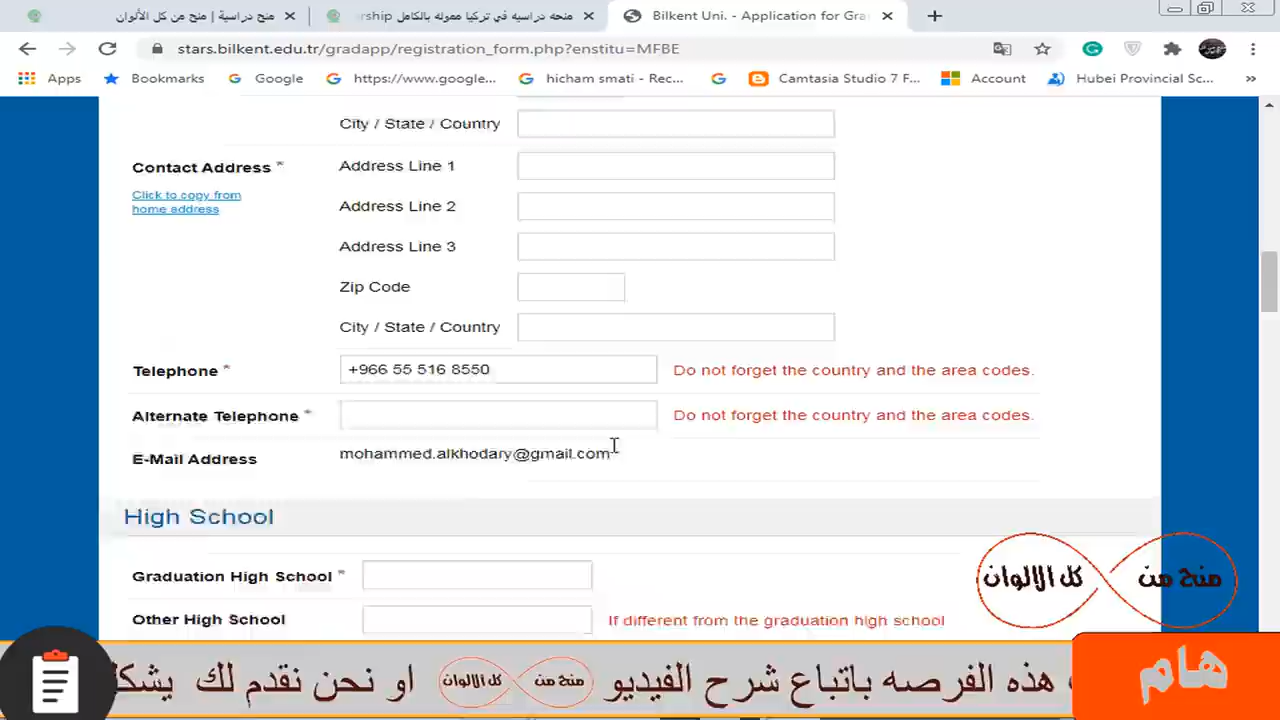 منح دراسية | منح من كل الألوان
منحه دراسيه في تركيا مموله بالكامل arship
Bilkent Uni. - Application for Gra
stars.bilkent.edu.tr/gradapp/registration_form.php?enstitu=MFBE
Apps Bookmarks Google https://www.google... hicham smati - Rec... Camtasia Studio 7 F... Account Hubei Provincial Sc... »
City / State / Country
Contact Address * Address Line 1
Click to copy from
home address
Address Line 2
Address Line 3
Zip Code
City / State / Country
Telephone * +966 55 516 8550 Do not forget the country and the area codes.
Alternate Telephone * Do not forget the country and the area codes.
E-Mail Address mohammed.alkhodary@gmail.com
High School
Graduation High School *
Other High School If different from the graduation high school
منح من كل الالوان
هام
هذه الفرصه باتباع شرح الفيديو منح من كل الالوان او نحن نقدم لك